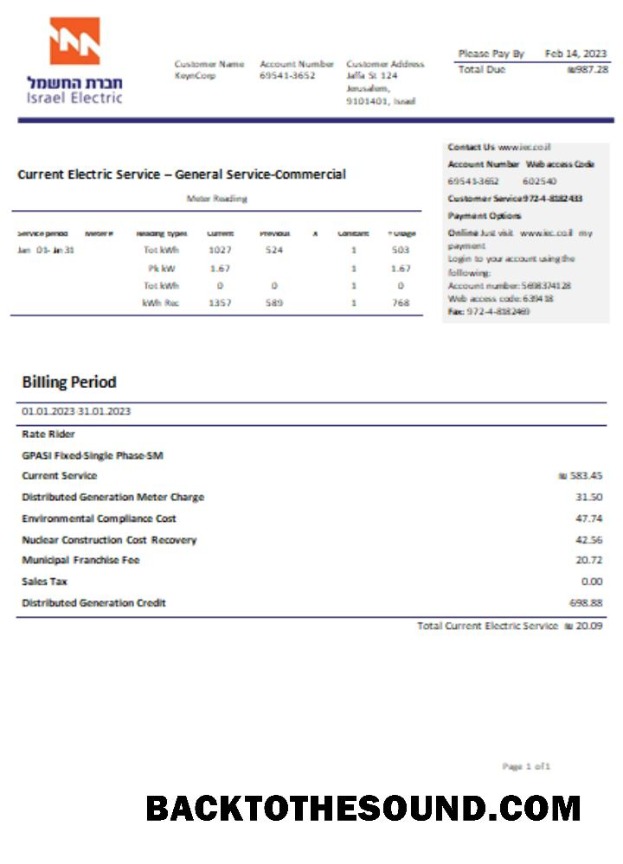 חברת החשמל
Israel Electric
Customer Name Account Number Customer Address
KeynCorp 69541-3652 Jaffa St 124
Jerusalem,
9101401, Israel
Please Pay By Feb 14, 2023
Total Due ₪987.28
Current Electric Service – General Service-Commercial
Meter Reading
Service period Meter # Reading types Current Previous X Constant = Usage
Jan 01- Jan 31 Tot kWh 1027 524 1 503
Pk kW 1.67 1 1.67
Tot kWh 0 0 1 0
kWh Rec 1357 589 1 768
Contact Us www.iec.co.il
Account Number Web access Code
69541-3652 602540
Customer Service 972-4-8182433
Payment Options
Online Just visit www.iec.co.il my
payment
Login to your account using the
following:
Account number: 5698374128
Web access code: 639418
Fax: 972-4-8182469
Billing Period
01.01.2023 31.01.2023
Rate Rider
GPASI Fixed-Single Phase-SM
Current Service ₪ 583.45
Distributed Generation Meter Charge 31.50
Environmental Compliance Cost 47.74
Nuclear Construction Cost Recovery 42.56
Municipal Franchise Fee 20.72
Sales Tax 0.00
Distributed Generation Credit -698.88
Total Current Electric Service ₪ 20.09
Page 1 of 1
BACKTOTHESOUND.COM